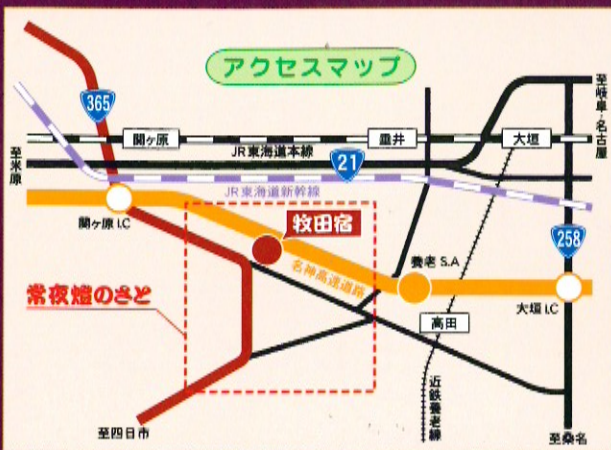 アクセスマップ
365
関ヶ原
垂井
大垣
至岐阜・名古屋
至米原
JR東海道本線
21
JR東海道新幹線
関ヶ原I.C
牧田宿
258
名神高速道路
養老S.A
常夜燈のさと
高田
大垣I.C
近鉄養老線
至四日市
至桑名